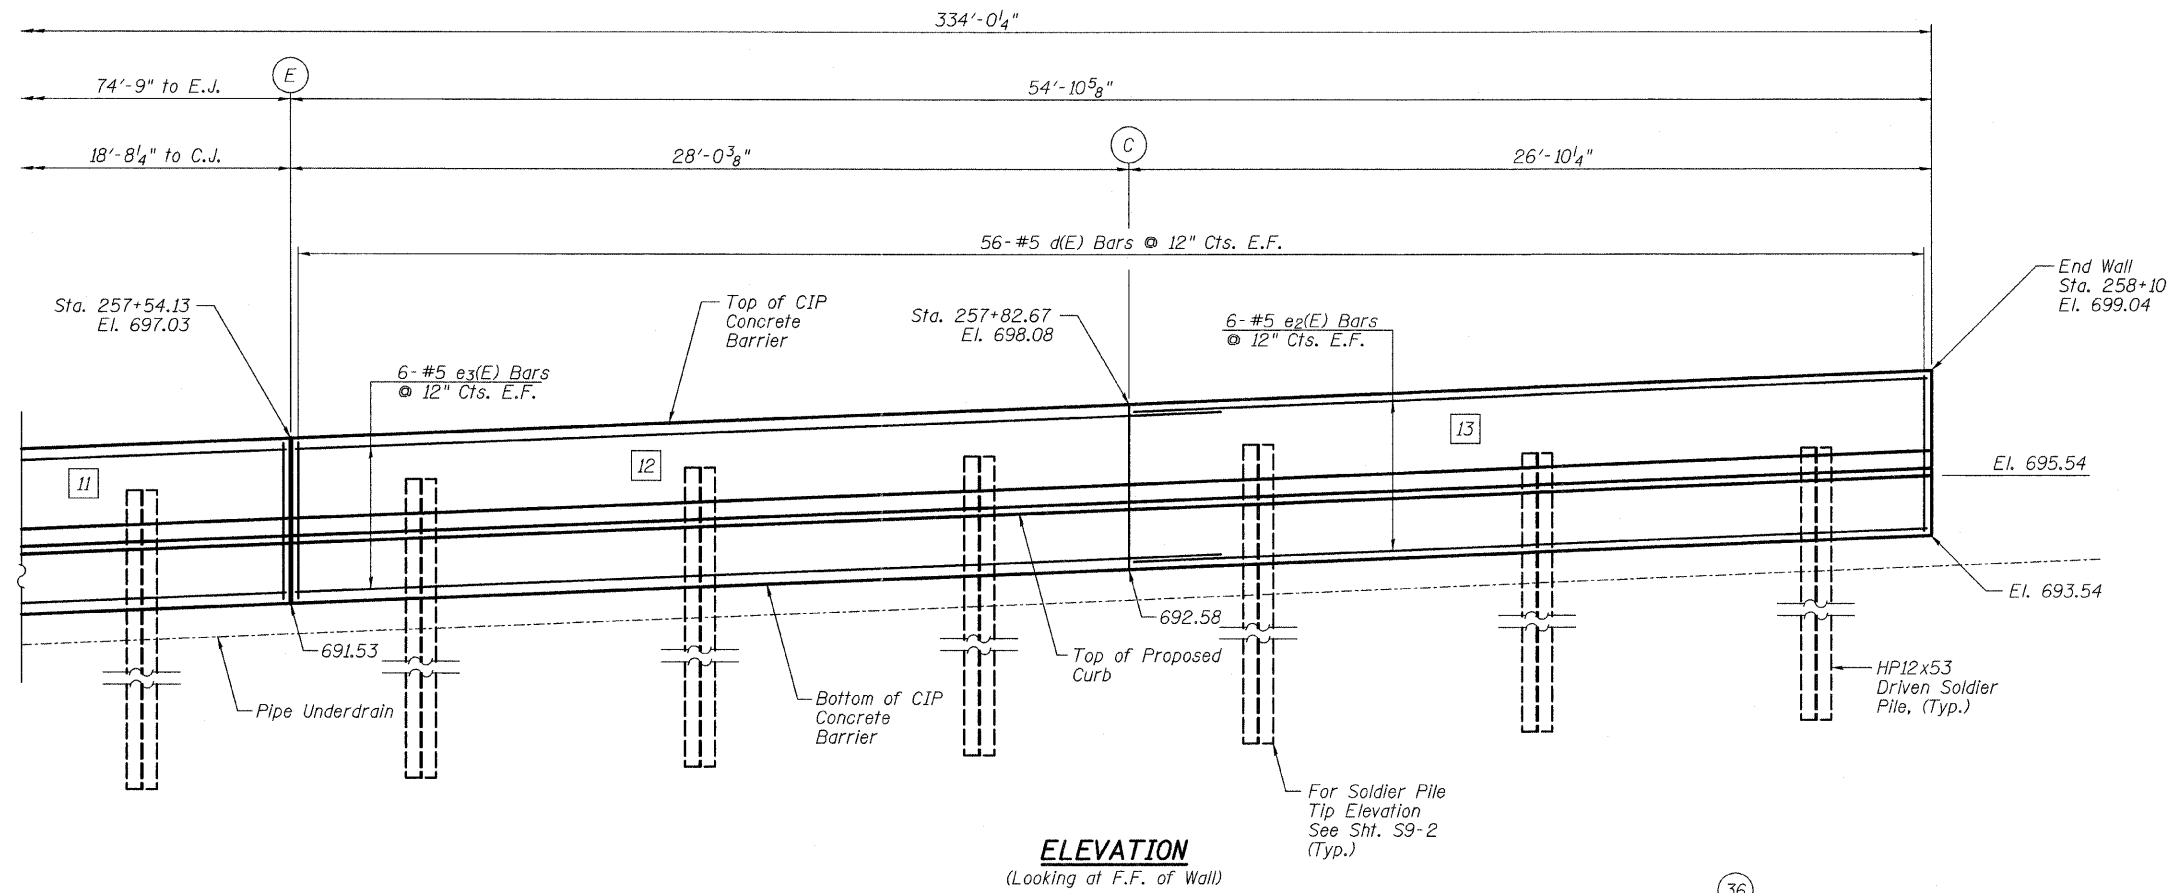 334'-0¼"
E
74'-9" to E.J.
54'-10⅝"
C
18'-8¼" to C.J.
28'-0⅜"
26'-10¼"
56-#5 d(E) Bars @ 12" Cts. E.F.
End Wall
Sta. 258+10
El. 699.04
Sta. 257+54.13
El. 697.03
Top of CIP
Concrete
Barrier
Sta. 257+82.67
El. 698.08
6-#5 e2(E) Bars
@ 12" Cts. E.F.
6-#5 e3(E) Bars
@ 12" Cts. E.F.
11
12
13
El. 695.54
El. 693.54
691.53
692.58
Top of Proposed
Curb
Pipe Underdrain
Bottom of CIP
Concrete
Barrier
HP12x53
Driven Soldier
Pile, (Typ.)
For Soldier Pile
Tip Elevation
See Sht. S9-2
(Typ.)
ELEVATION
(Looking at F.F. of Wall)
36